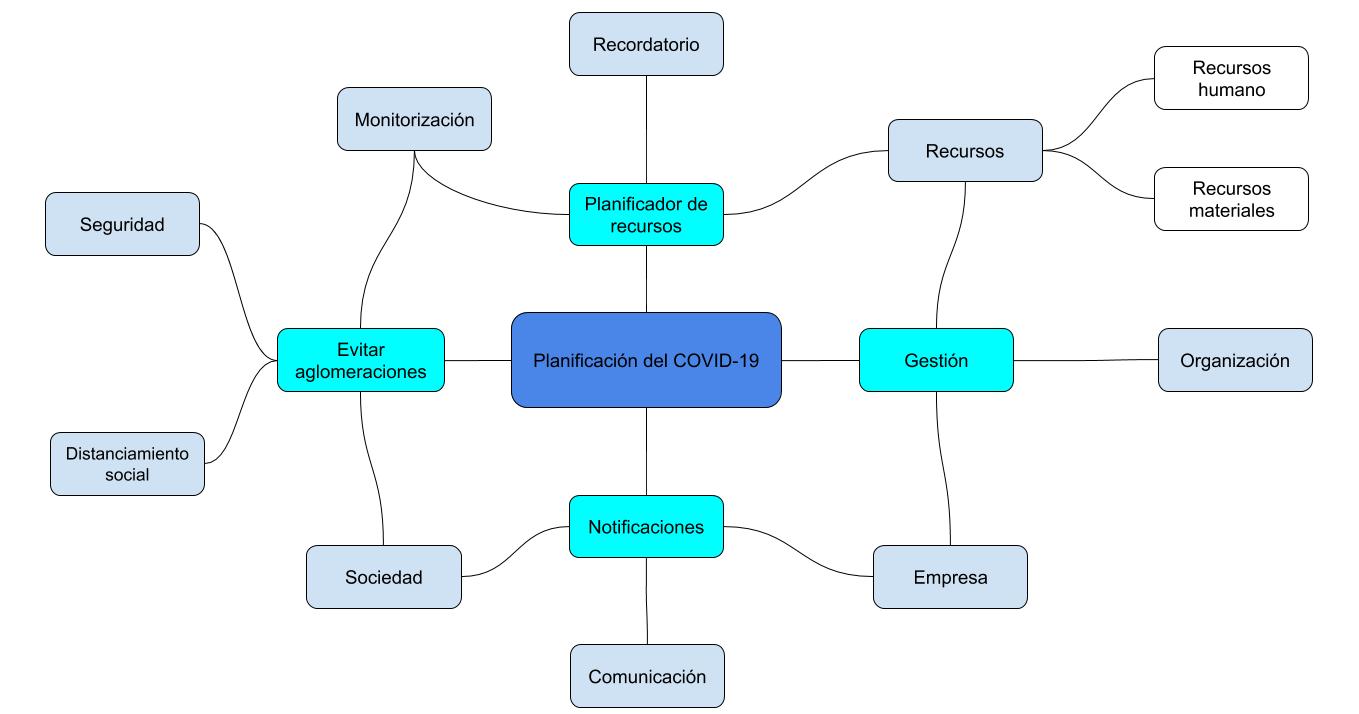 Recordatorio
Recursos
humano
Monitorización
Recursos
Planificador de
recursos
Recursos
materiales
Seguridad
Evitar
aglomeraciones
Planificación del COVID-19
Gestión
Organización
Distanciamiento
social
Notificaciones
Sociedad
Empresa
Comunicación